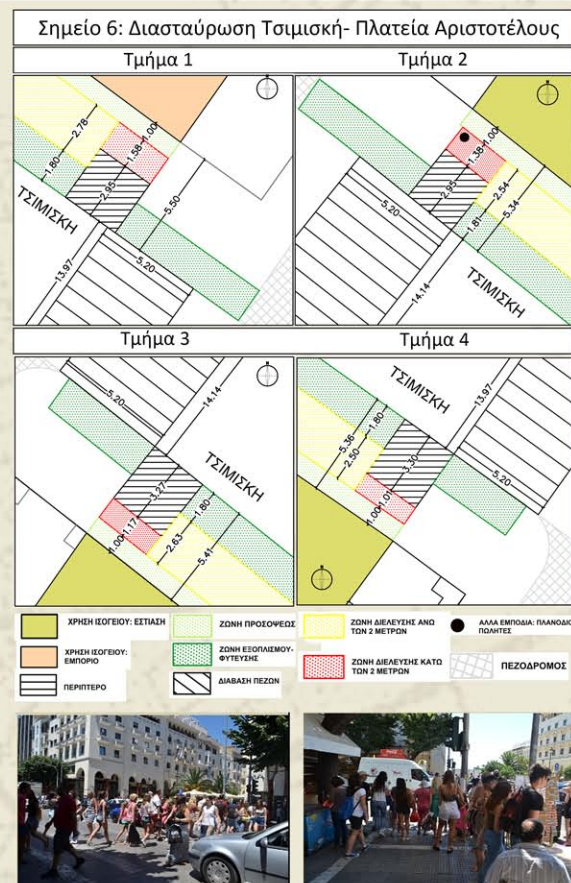 Σημείο 6: Διασταύρωση Τσιμισκή- Πλατεία Αριστοτέλους
Τμήμα 1
Τμήμα 2
2.78
1.58
1.00
1.80
2.95
5.50
ΤΣΙΜΙΣΚΗ
5.20
13.97
1.38
1.00
2.95
2.54
5.34
1.81
5.20
ΤΣΙΜΙΣΚΗ
14.14
Τμήμα 3
Τμήμα 4
5.20
14.14
ΤΣΙΜΙΣΚΗ
3.27
1.17
1.00
1.80
2.63
5.41
ΤΣΙΜΙΣΚΗ
13.97
1.80
5.36
2.50
3.30
1.01
1.00
5.20
ΧΡΗΣΗ ΙΣΟΓΕΙΟΥ: ΕΣΤΙΑΣΗ
ΖΩΝΗ ΠΡΟΣΟΨΕΩΣ
ΖΩΝΗ ΔΙΕΛΕΥΣΗΣ ΑΝΩ
ΤΩΝ 2 ΜΕΤΡΩΝ
ΑΛΛΑ ΕΜΠΟΔΙΑ: ΠΛΑΝΟΔΙΟΙ
ΠΩΛΗΤΕΣ
ΧΡΗΣΗ ΙΣΟΓΕΙΟΥ:
ΕΜΠΟΡΙΟ
ΖΩΝΗ ΕΞΟΠΛΙΣΜΟΥ-
ΦΥΤΕΥΣΗΣ
ΖΩΝΗ ΔΙΕΛΕΥΣΗΣ ΚΑΤΩ
ΤΩΝ 2 ΜΕΤΡΩΝ
ΠΕΖΟΔΡΟΜΟΣ
ΠΕΡΙΠΤΕΡΟ
ΔΙΑΒΑΣΗ ΠΕΖΩΝ